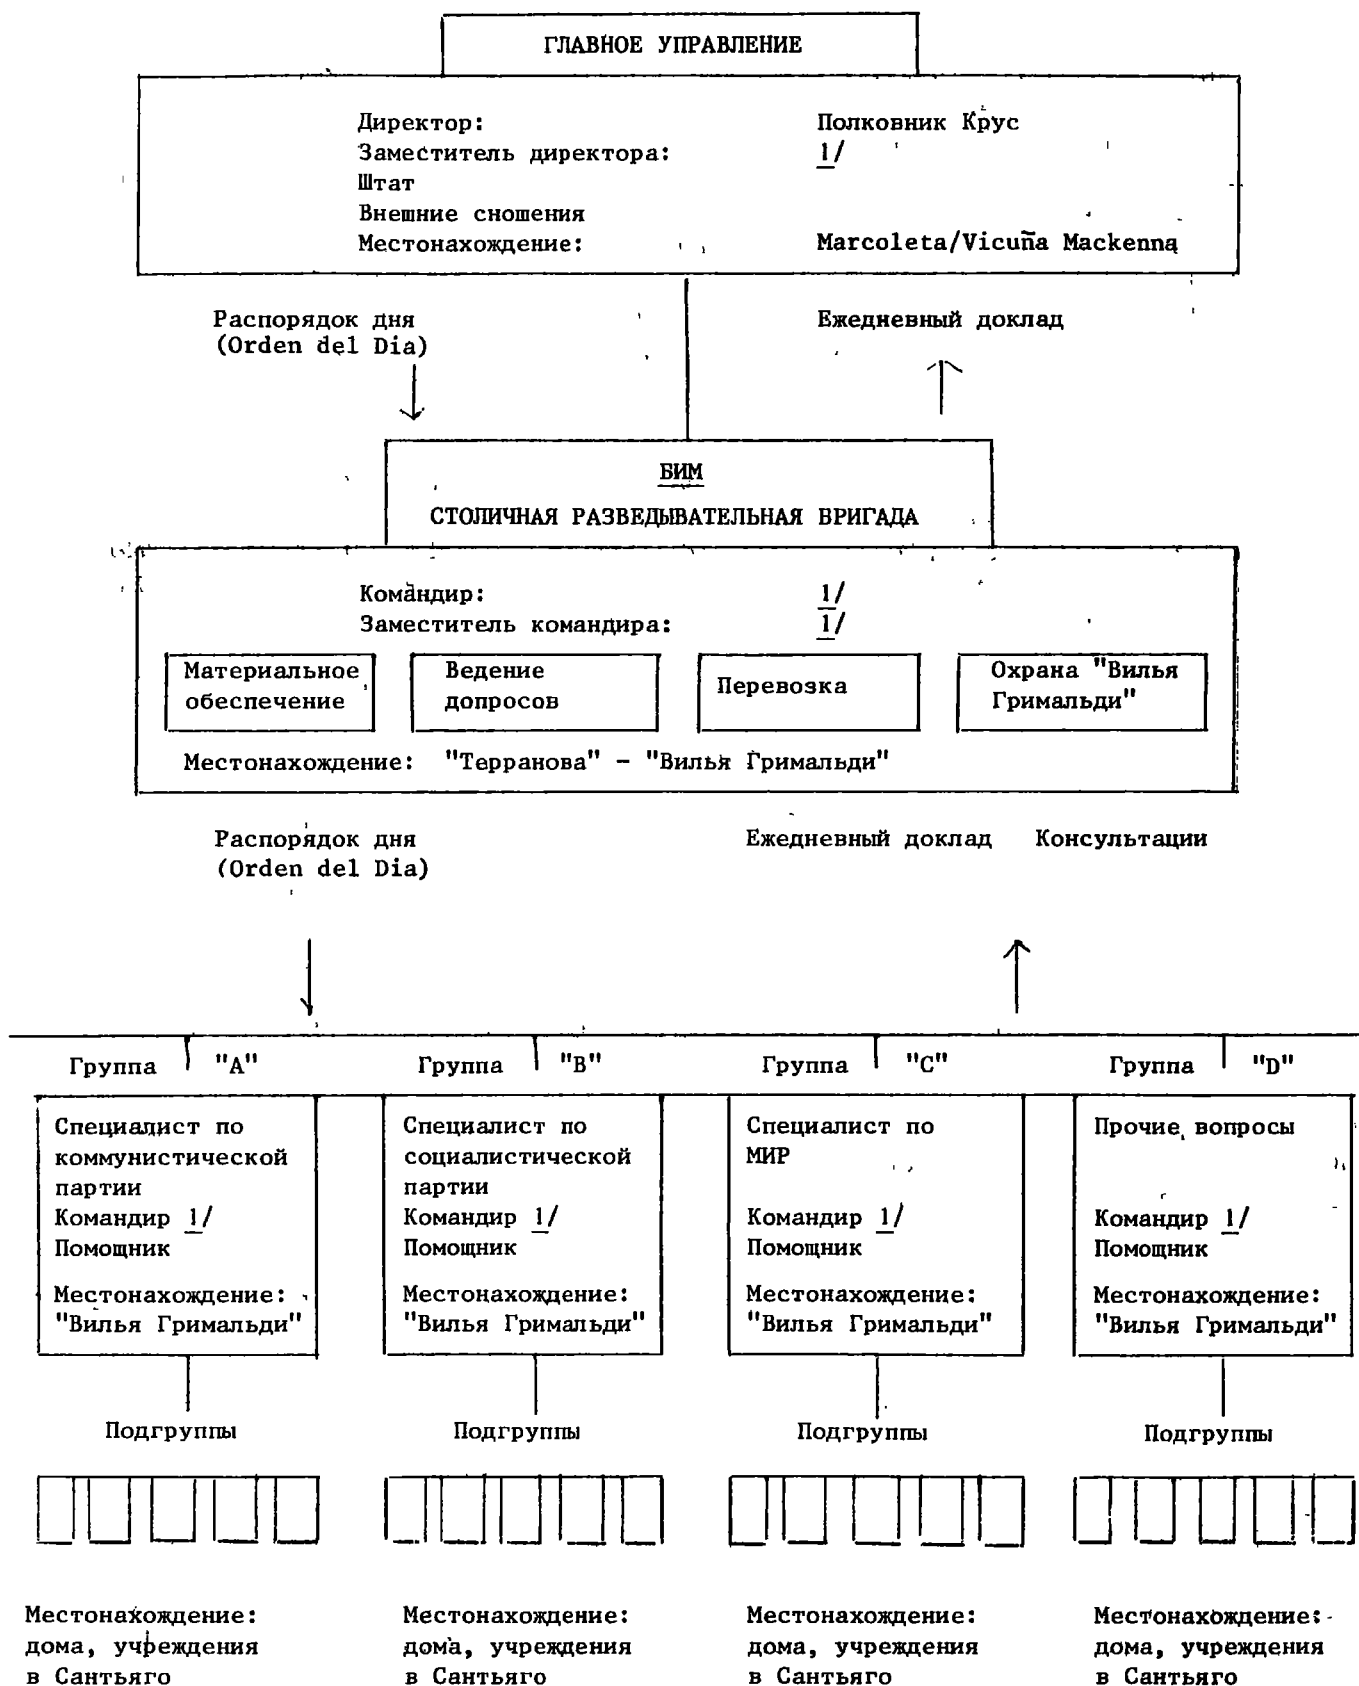 ГЛАВНОЕ УПРАВЛЕНИЕ
Директор: Полковник Крус
Заместитель директора: 1/
Штат
Внешние сношения
Местонахождение: Marcoleta/Vicuña Mackenna
Распорядок дня
(Orden del Dia)
Ежедневный доклад
БИМ
СТОЛИЧНАЯ РАЗВЕДЫВАТЕЛЬНАЯ БРИГАДА
Командир: 1/
Заместитель командира: 1/
Материальное
обеспечение
Ведение
допросов
Перевозка
Охрана "Вилья
Гримальди"
Местонахождение: "Терранова" - "Вилья Гримальди"
Распорядок дня
(Orden del Dia)
Ежедневный доклад Консультации
Группа "A"
Группа "B"
Группа "C"
Группа "D"
Специалист по
коммунистической
партии
Командир 1/
Помощник
Местонахождение:
"Вилья Гримальди"
Специалист по
социалистической
партии
Командир 1/
Помощник
Местонахождение:
"Вилья Гримальди"
Специалист по
МИР
Командир 1/
Помощник
Местонахождение:
"Вилья Гримальди"
Прочие вопросы
Командир 1/
Помощник
Местонахождение:
"Вилья Гримальди"
Подгруппы
Подгруппы
Подгруппы
Подгруппы
Местонахождение:
дома, учреждения
в Сантьяго
Местонахождение:
дома, учреждения
в Сантьяго
Местонахождение:
дома, учреждения
в Сантьяго
Местонахождение:
дома, учреждения
в Сантьяго